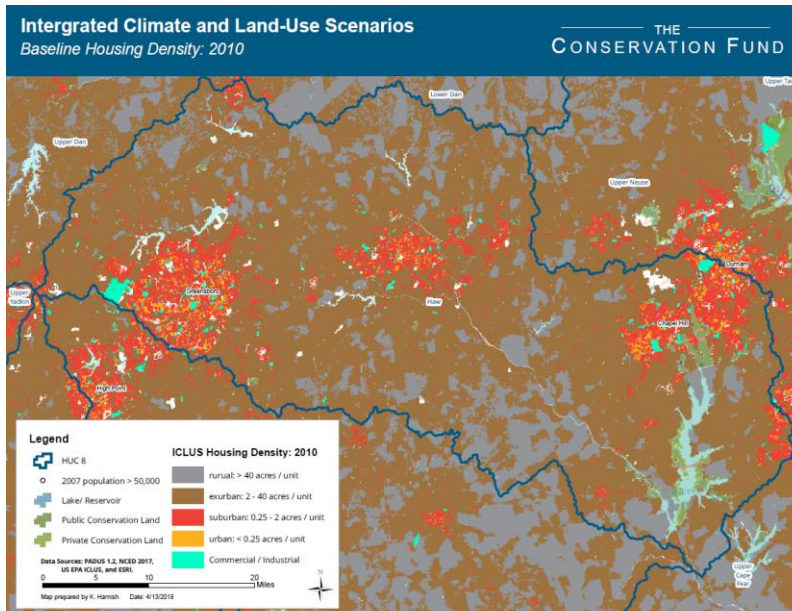 Intergrated Climate and Land-Use Scenarios
Baseline Housing Density: 2010
THE
CONSERVATION FUND
Upper Tar
Lower Dan
Upper Dan
Upper Neuse
Durham
Greensboro
Upper
Yadkin
Haw
Chapel Hill
High Point
Legend
HUC 8
2007 population > 50,000
Lake/ Reservoir
Public Conservation Land
Private Conservation Land
ICLUS Housing Density: 2010
rurual: > 40 acres / unit
exurban: 2 - 40 acres / unit
suburban: 0.25 - 2 acres / unit
urban: < 0.25 acres / unit
Commercial / Industrial
Data Sources: PADUS 1.2, NCED 2017,
US EPA ICLUS, and ESRI.
0 5 10 20
Miles
N
Map prepared by K. Harnish Date: 4/13/2018
Upper
Cape
Fear